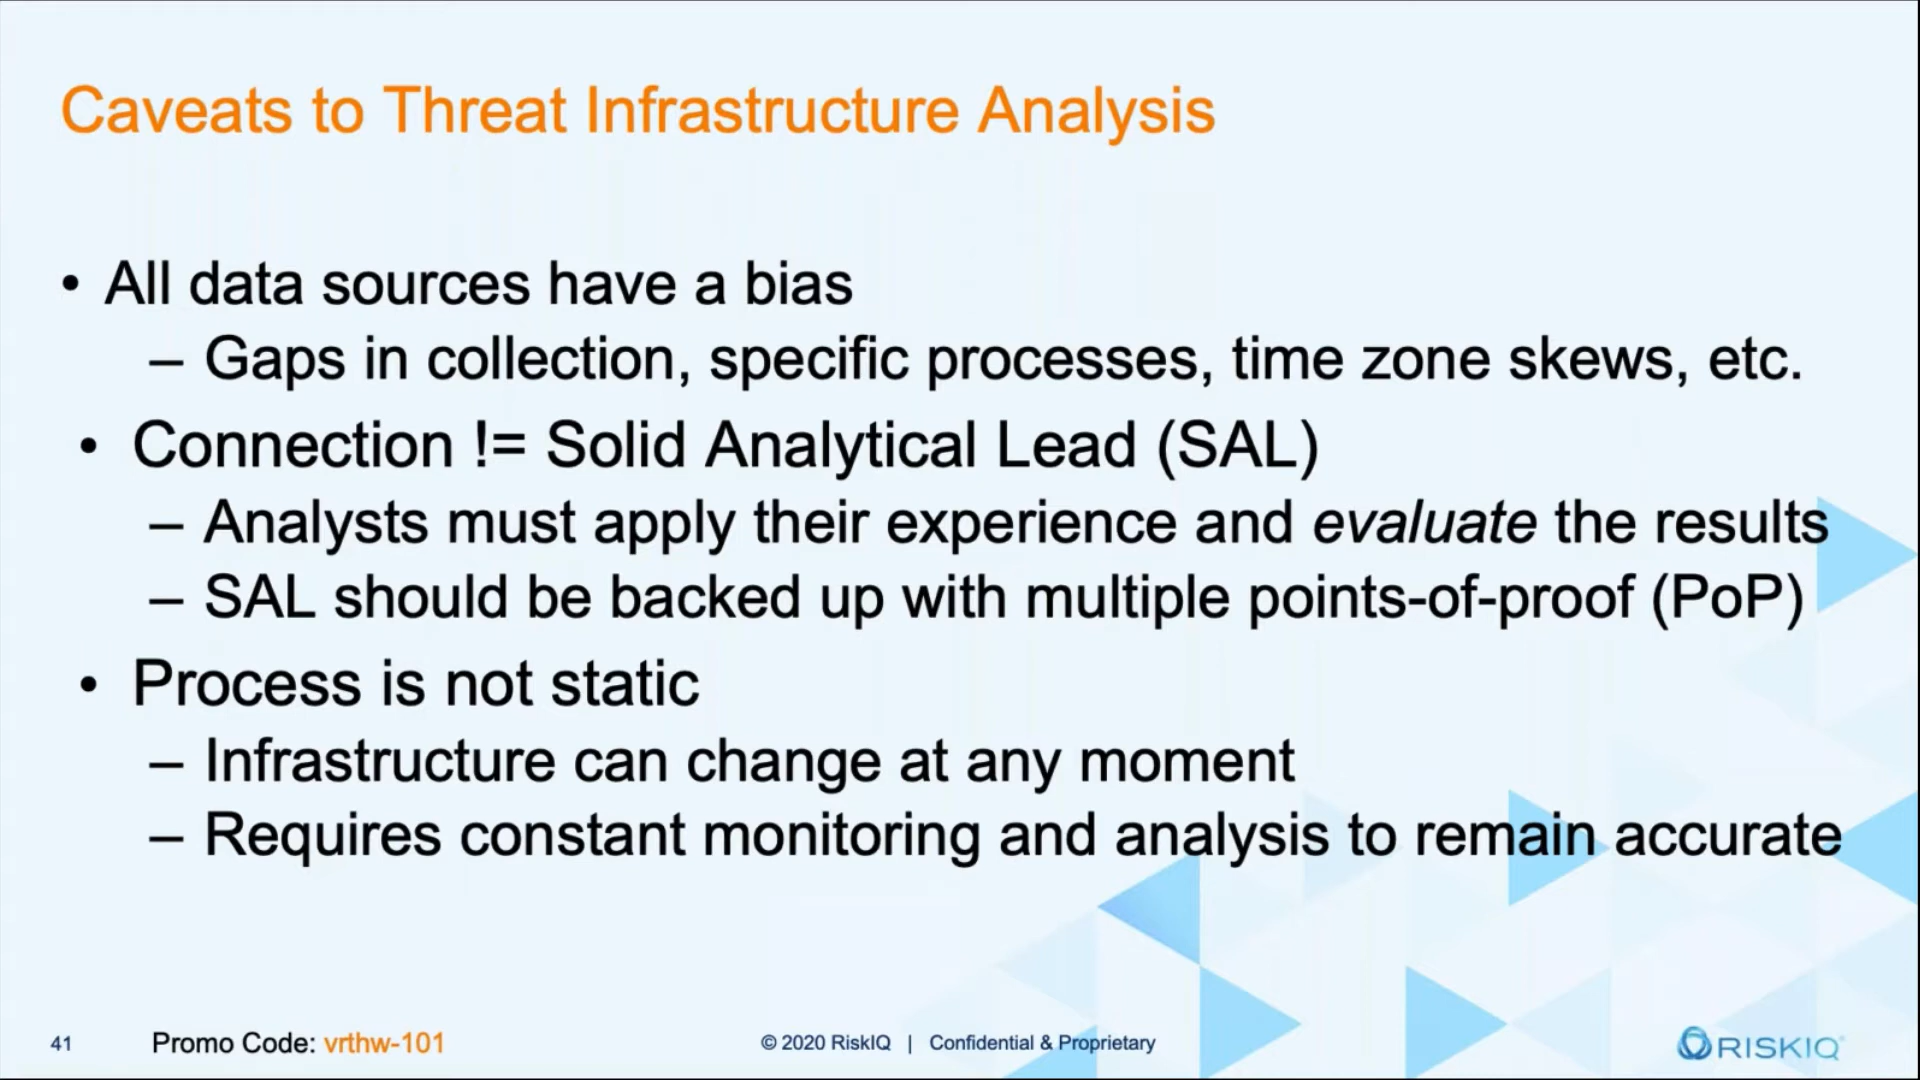 Caveats to Threat Infrastructure Analysis
• All data sources have a bias
– Gaps in collection, specific processes, time zone skews, etc.
• Connection != Solid Analytical Lead (SAL)
– Analysts must apply their experience and evaluate the results
– SAL should be backed up with multiple points-of-proof (PoP)
• Process is not static
– Infrastructure can change at any moment
– Requires constant monitoring and analysis to remain accurate
41
Promo Code: vrthw-101
© 2020 RiskIQ | Confidential & Proprietary
RISKIQ